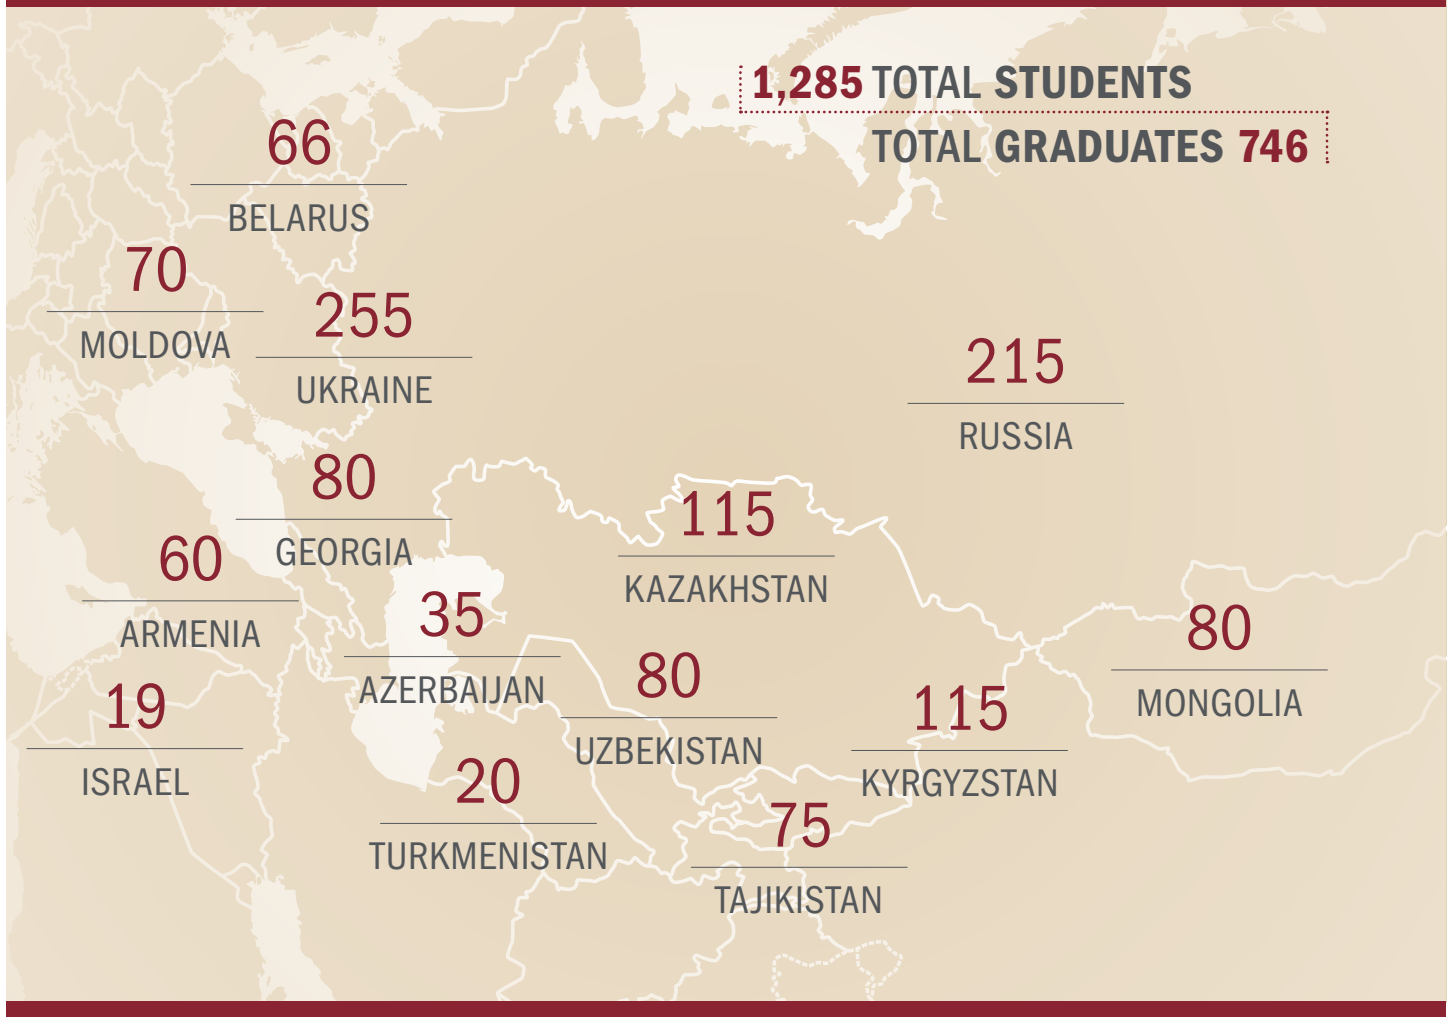 1,285 TOTAL STUDENTS
TOTAL GRADUATES 746
66
BELARUS
70
MOLDOVA
255
UKRAINE
215
RUSSIA
80
GEORGIA
115
KAZAKHSTAN
60
ARMENIA
35
AZERBAIJAN
80
MONGOLIA
80
UZBEKISTAN
19
ISRAEL
115
KYRGYZSTAN
20
TURKMENISTAN
75
TAJIKISTAN